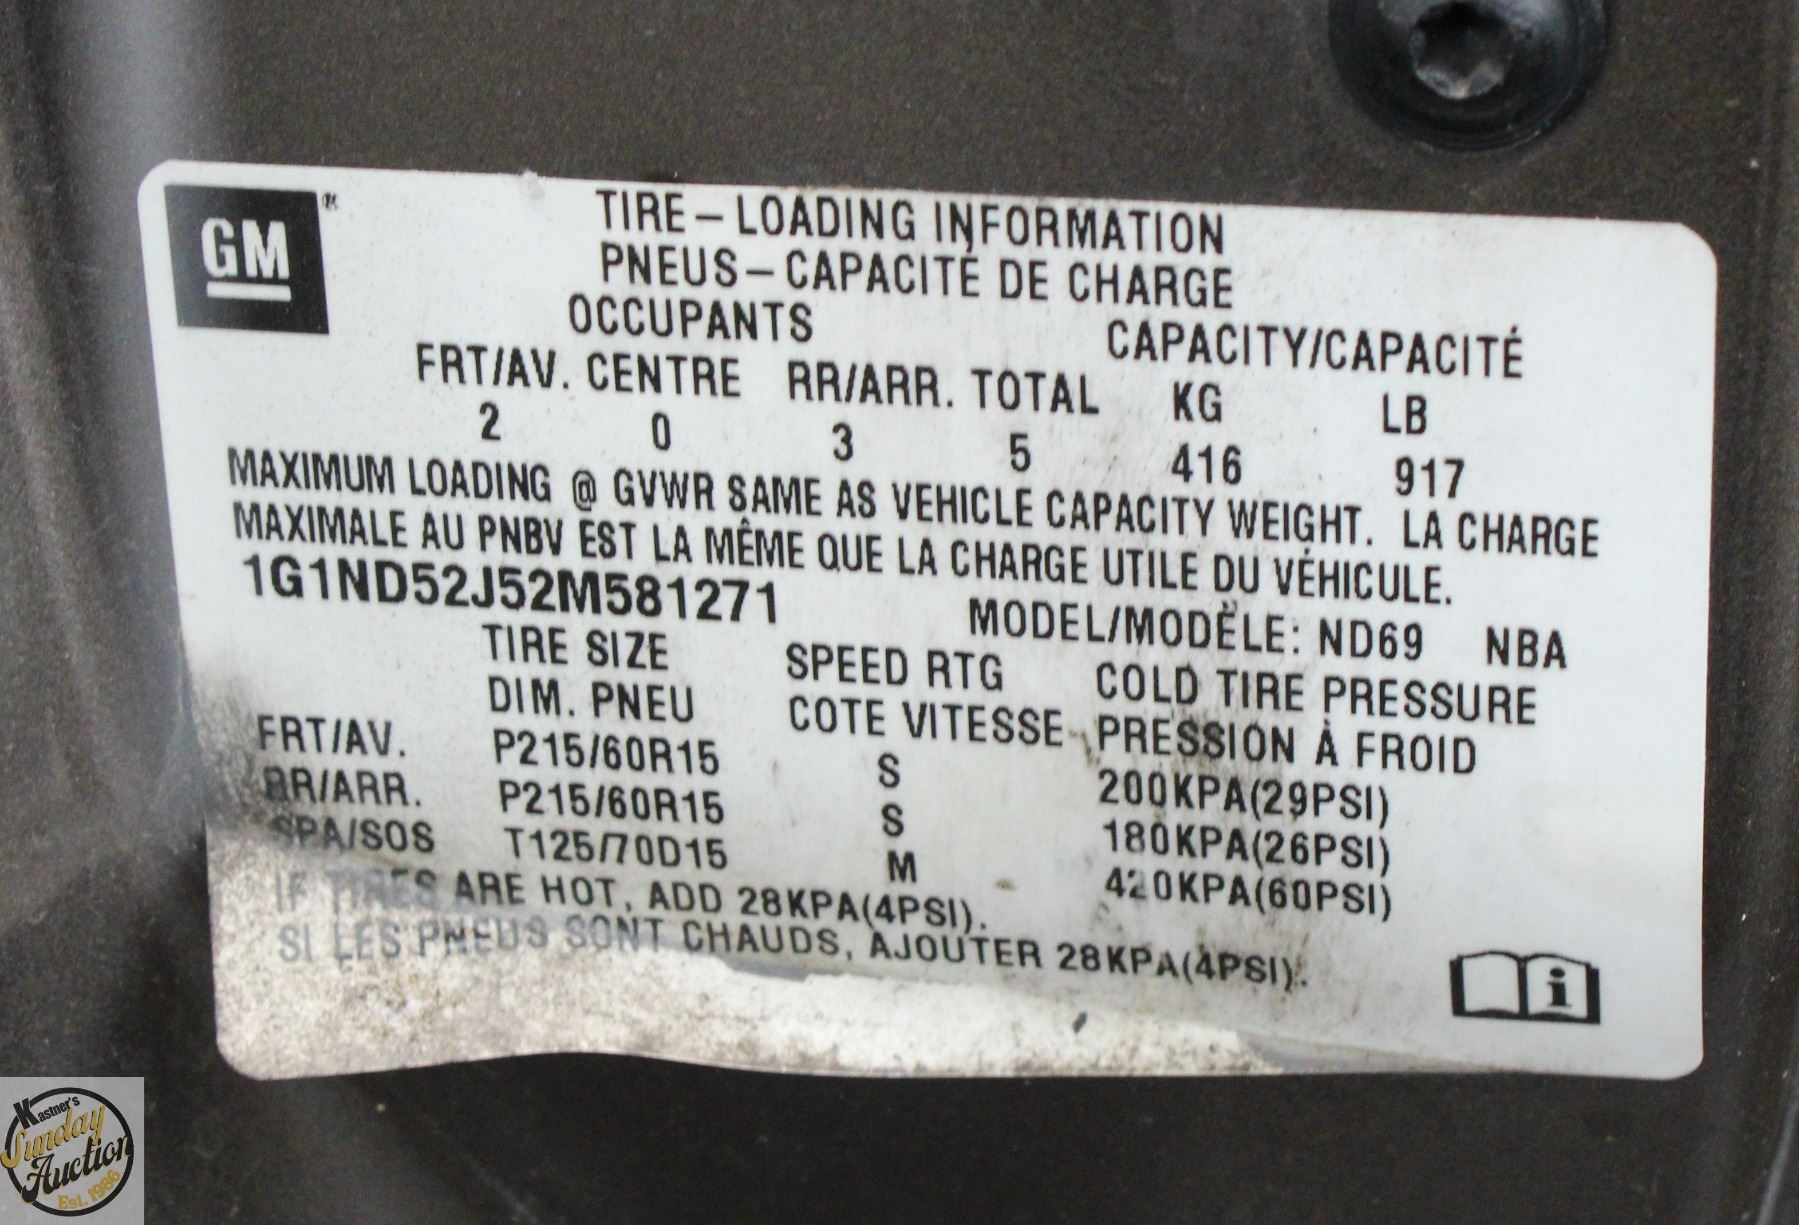 GM ®
TIRE – LOADING INFORMATION
PNEUS – CAPACITÉ DE CHARGE
OCCUPANTS CAPACITY/CAPACITÉ
FRT/AV. CENTRE RR/ARR. TOTAL KG LB
2 0 3 5 416 917
MAXIMUM LOADING @ GVWR SAME AS VEHICLE CAPACITY WEIGHT. LA CHARGE
MAXIMALE AU PNBV EST LA MÊME QUE LA CHARGE UTILE DU VÉHICULE.
1G1ND52J52M581271 MODEL/MODÈLE: ND69 NBA
TIRE SIZE SPEED RTG COLD TIRE PRESSURE
DIM. PNEU COTE VITESSE PRESSION À FROID
FRT/AV. P215/60R15 S 200KPA(29PSI)
RR/ARR. P215/60R15 S 180KPA(26PSI)
SPA/SOS T125/70D15 M 420KPA(60PSI)
IF TIRES ARE HOT, ADD 28KPA(4PSI).
SI LES PNEUS SONT CHAUDS, AJOUTER 28KPA(4PSI).
i
Kastner's
Sunday
Auction
Est. 1986